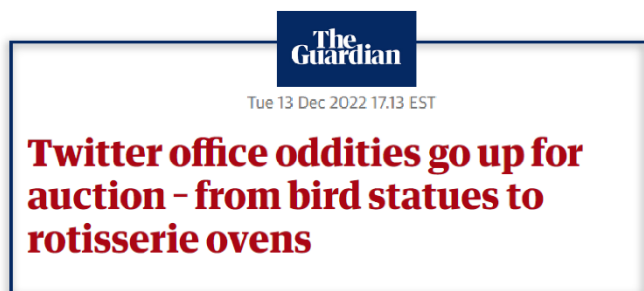 The
Guardian
Tue 13 Dec 2022 17.13 EST
Twitter office oddities go up for
auction – from bird statues to
rotisserie ovens